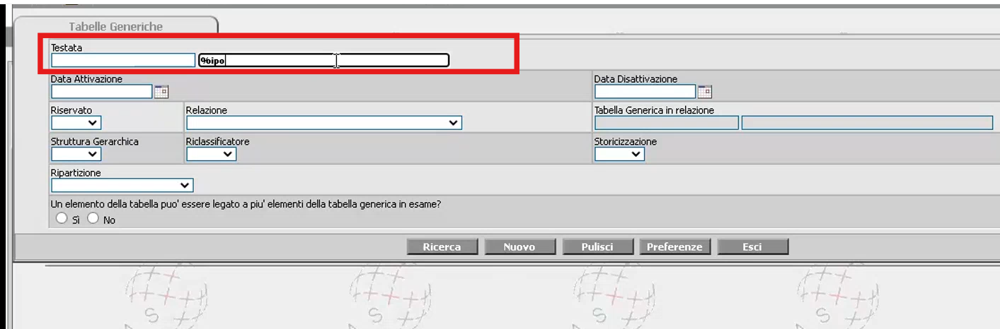 Tabelle Generiche
Testata
%ipo
Data Attivazione Data Disattivazione
Riservato Relazione Tabella Generica in relazione
Struttura Gerarchica Riclassificatore Storicizzazione
Ripartizione
Un elemento della tabella puo' essere legato a piu' elementi della tabella generica in esame?
Sì No
Ricerca Nuovo Pulisci Preferenze Esci
S S S S